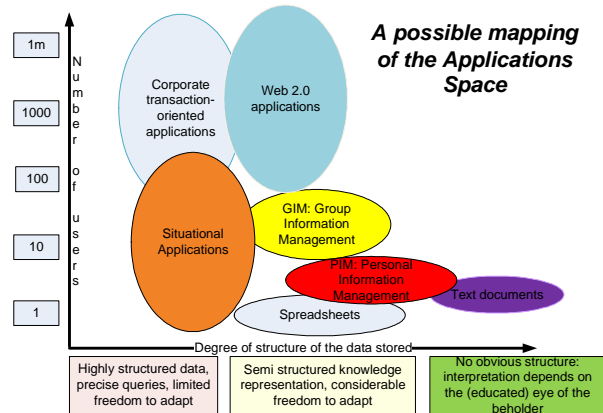 A possible mapping
of the Applications
Space
1m
1000
100
10
1
Number of users
Corporate
transaction-
oriented
applications
Web 2.0
applications
Situational
Applications
GIM: Group
Information
Management
PIM: Personal
Information
Management
Text documents
Spreadsheets
Degree of structure of the data stored
Highly structured data,
precise queries, limited
freedom to adapt
Semi structured knowledge
representation, considerable
freedom to adapt
No obvious structure:
interpretation depends on
the (educated) eye of the
beholder